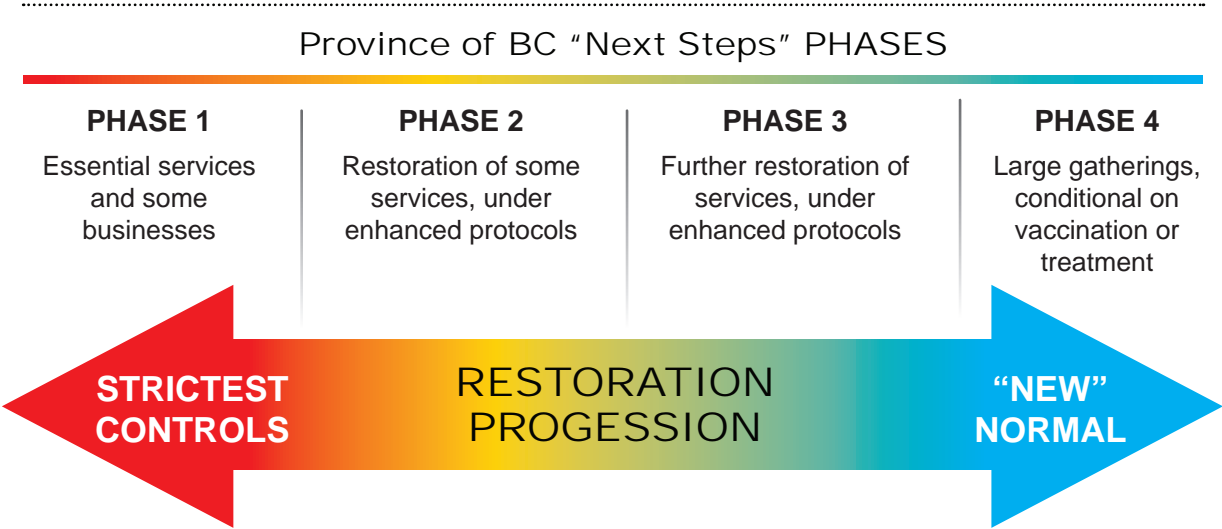 Province of BC “Next Steps” PHASES
PHASE 1
Essential services
and some
businesses
PHASE 2
Restoration of some
services, under
enhanced protocols
PHASE 3
Further restoration of
services, under
enhanced protocols
PHASE 4
Large gatherings,
conditional on
vaccination or
treatment
STRICTEST
CONTROLS
RESTORATION
PROGESSION
“NEW”
NORMAL